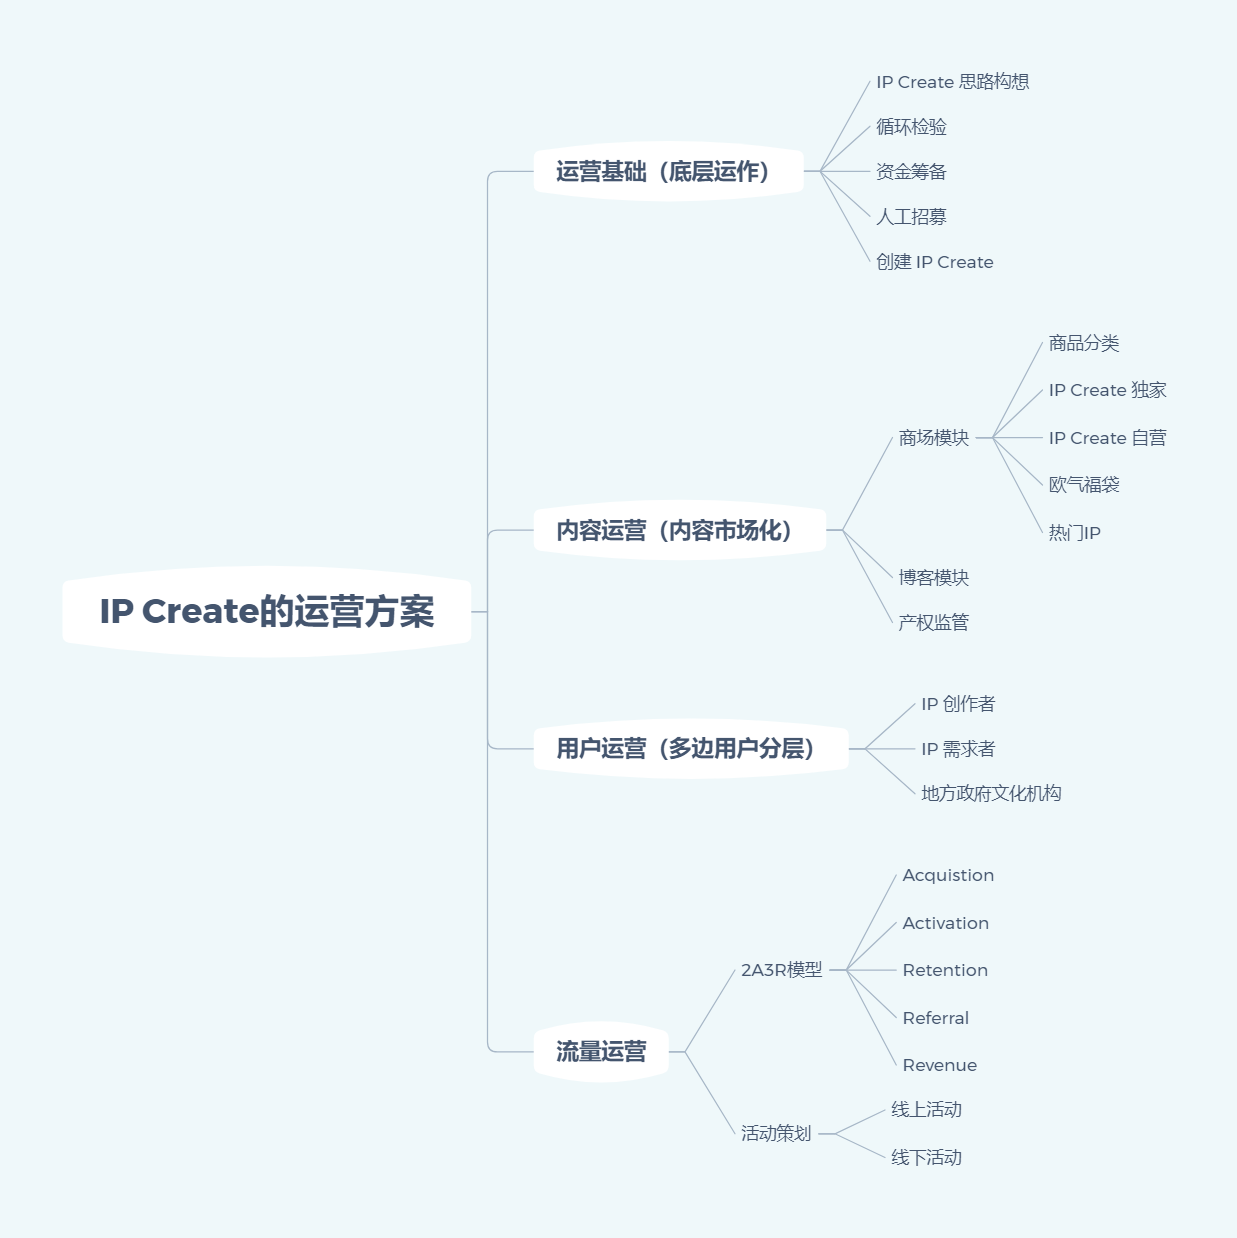 IP Create的运营方案
运营基础（底层运作）
IP Create 思路构想
循环检验
资金筹备
人工招募
创建 IP Create
内容运营（内容市场化）
商场模块
商品分类
IP Create 独家
IP Create 自营
欧气福袋
热门IP
博客模块
产权监管
用户运营（多边用户分层）
IP 创作者
IP 需求者
地方政府文化机构
流量运营
2A3R模型
Acquistion
Activation
Retention
Referral
Revenue
活动策划
线上活动
线下活动